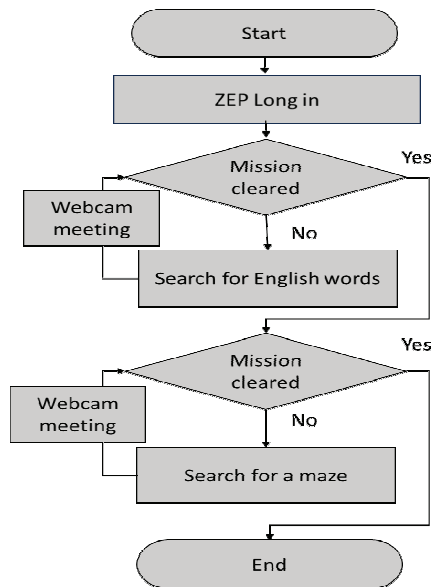 Start
ZEP Long in
Mission
cleared
Yes
Webcam
meeting
No
Search for English words
Mission
cleared
Yes
Webcam
meeting
No
Search for a maze
End